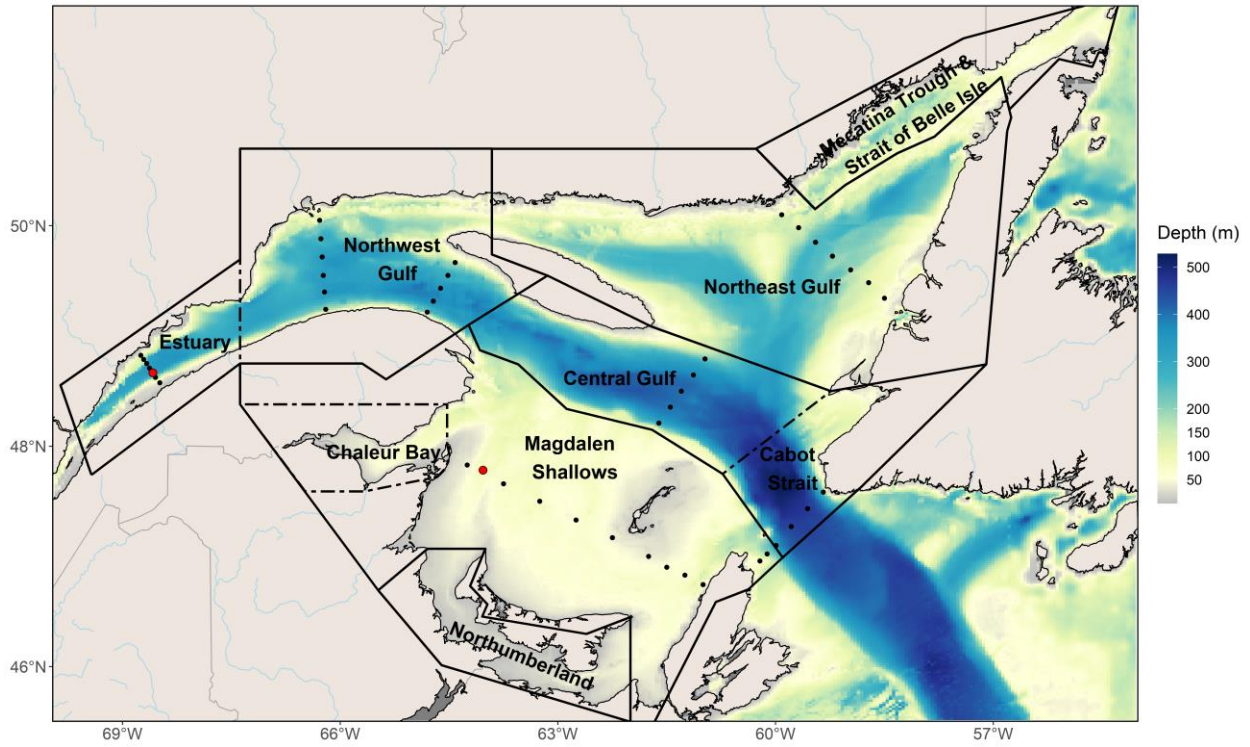 Mécatina Trough &
Strait of Belle Isle
50°N
48°N
46°N
Northwest
Gulf
Northeast Gulf
Estuary
Central Gulf
Chaleur Bay
Magdalen
Shallows
Cabot
Strait
Northumberland
69°W
66°W
63°W
60°W
57°W
Depth (m)
500
400
300
200
150
100
50